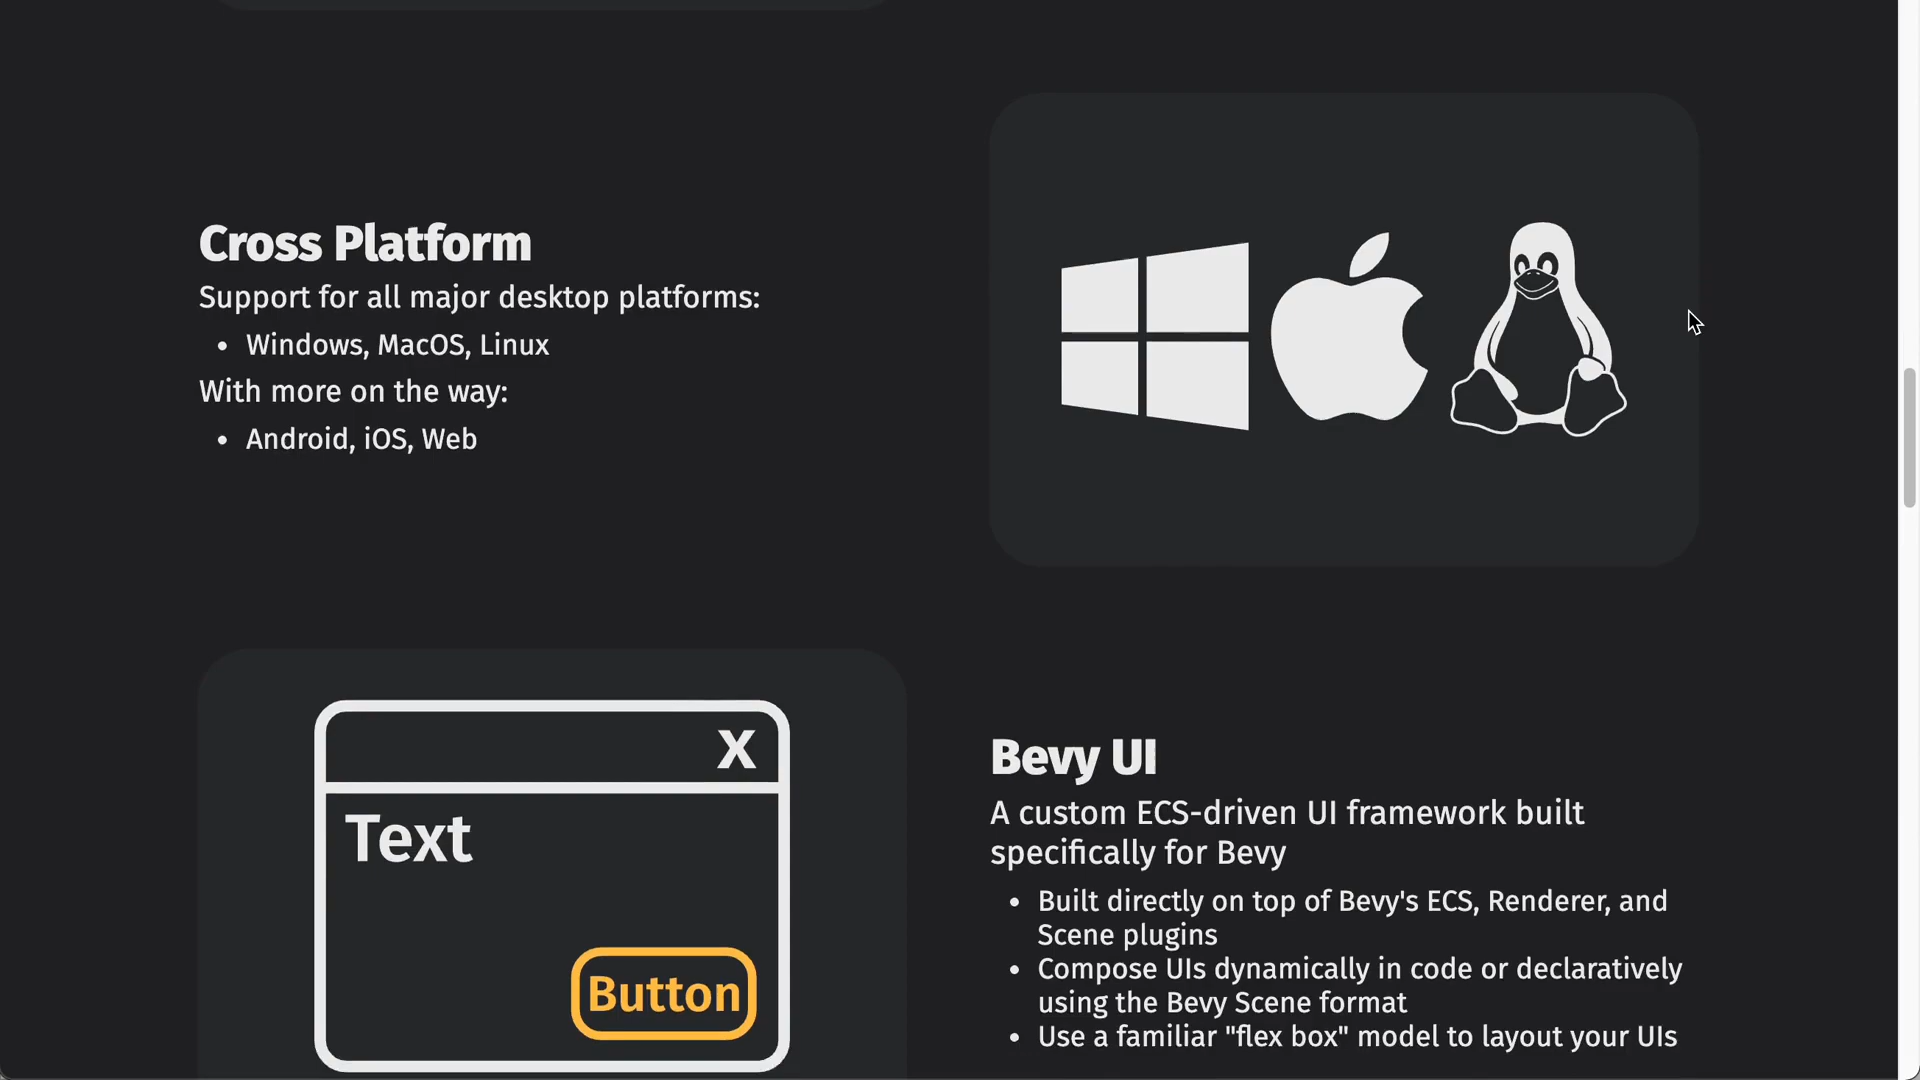 Cross Platform
Support for all major desktop platforms:
• Windows, MacOS, Linux
With more on the way:
• Android, iOS, Web
X
Text
Button
Bevy UI
A custom ECS-driven UI framework built
specifically for Bevy
• Built directly on top of Bevy's ECS, Renderer, and
Scene plugins
• Compose UIs dynamically in code or declaratively
using the Bevy Scene format
• Use a familiar "flex box" model to layout your UIs